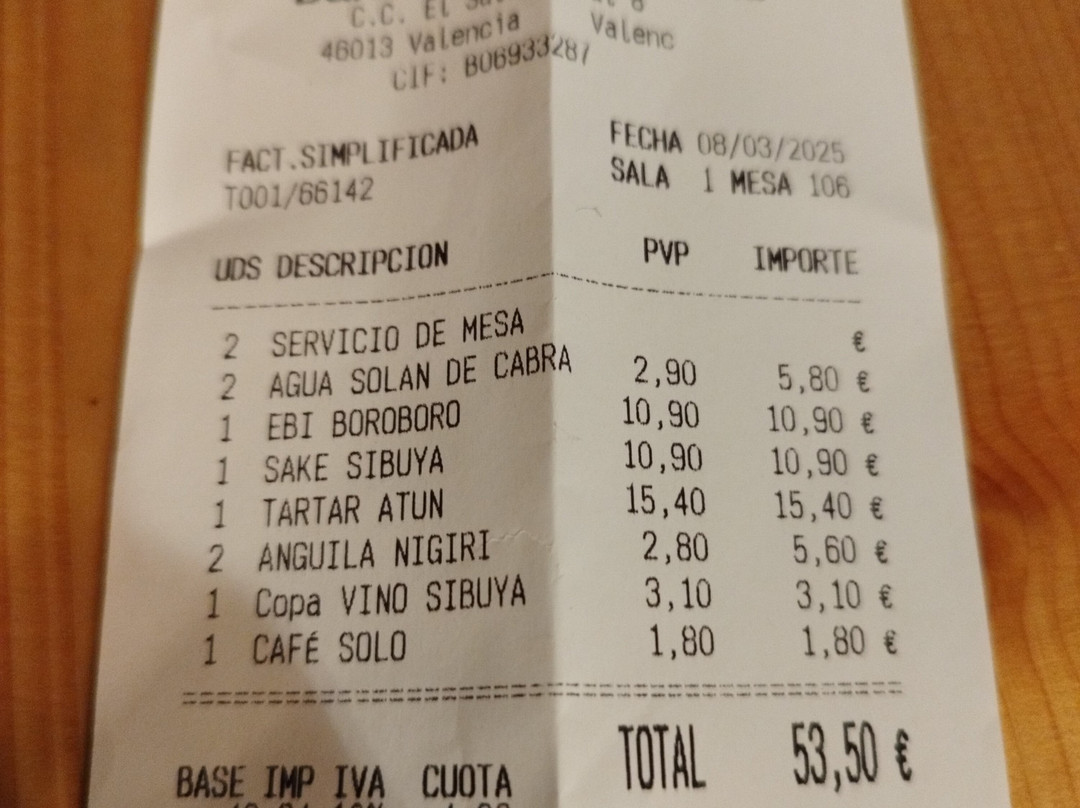 C.C. El
46013 Valencia Valenc
CIF: B06933287
FACT.SIMPLIFICADA FECHA 08/03/2025
T001/66142 SALA 1 MESA 106
UDS DESCRIPCION PVP IMPORTE
2 SERVICIO DE MESA €
2 AGUA SOLAN DE CABRA 2,90 5,80 €
1 EBI BOROBORO 10,90 10,90 €
1 SAKE SIBUYA 10,90 10,90 €
1 TARTAR ATUN 15,40 15,40 €
2 ANGUILA NIGIRI 2,80 5,60 €
1 Copa VINO SIBUYA 3,10 3,10 €
1 CAFÉ SOLO 1,80 1,80 €
TOTAL 53,50 €
BASE IMP IVA CUOTA